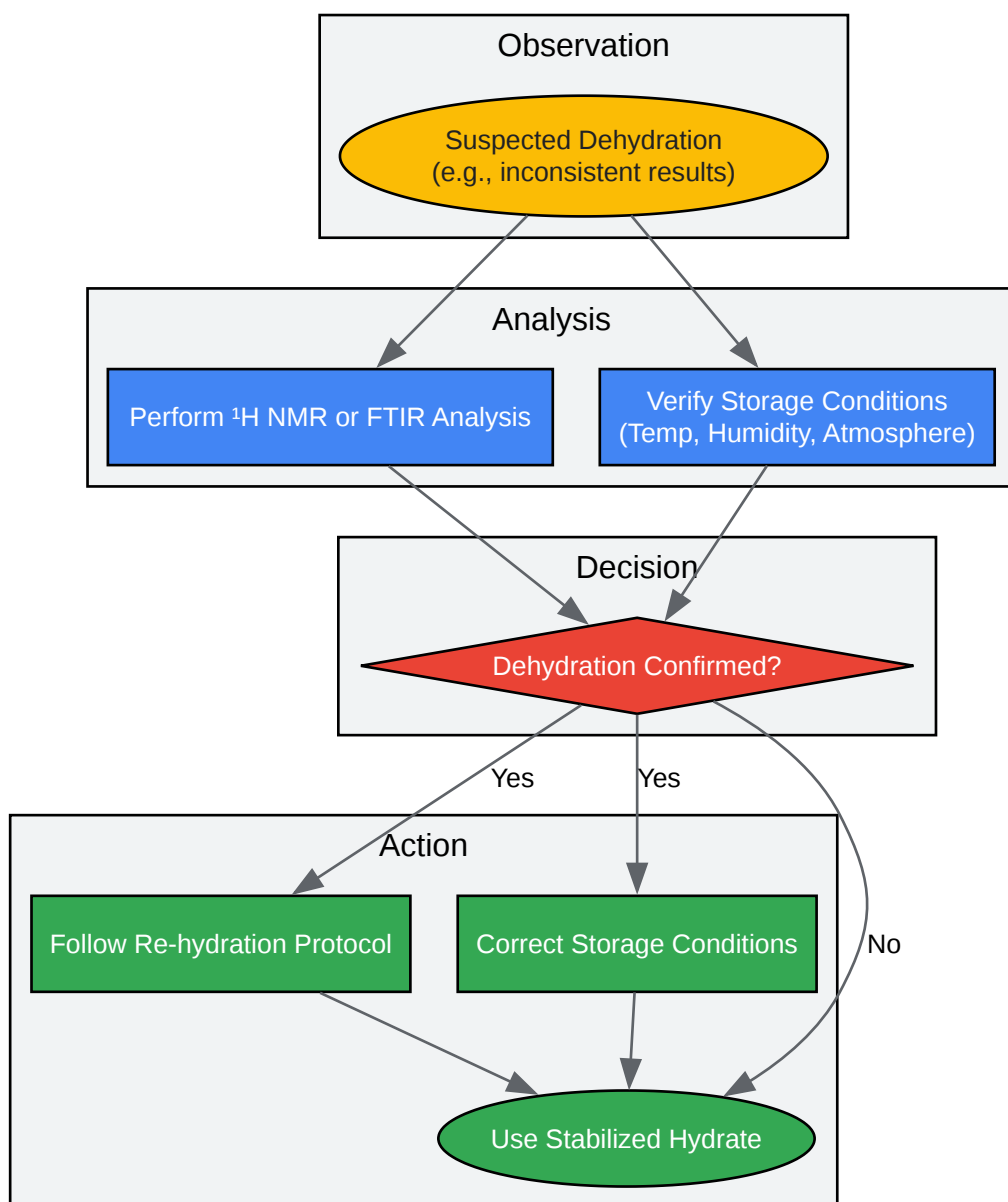 Observation
Suspected Dehydration
(e.g., inconsistent results)
Analysis
Perform ¹H NMR or FTIR Analysis
Verify Storage Conditions
(Temp, Humidity, Atmosphere)
Decision
Dehydration Confirmed?
Yes
Yes
Action
Follow Re-hydration Protocol
Correct Storage Conditions
No
Use Stabilized Hydrate